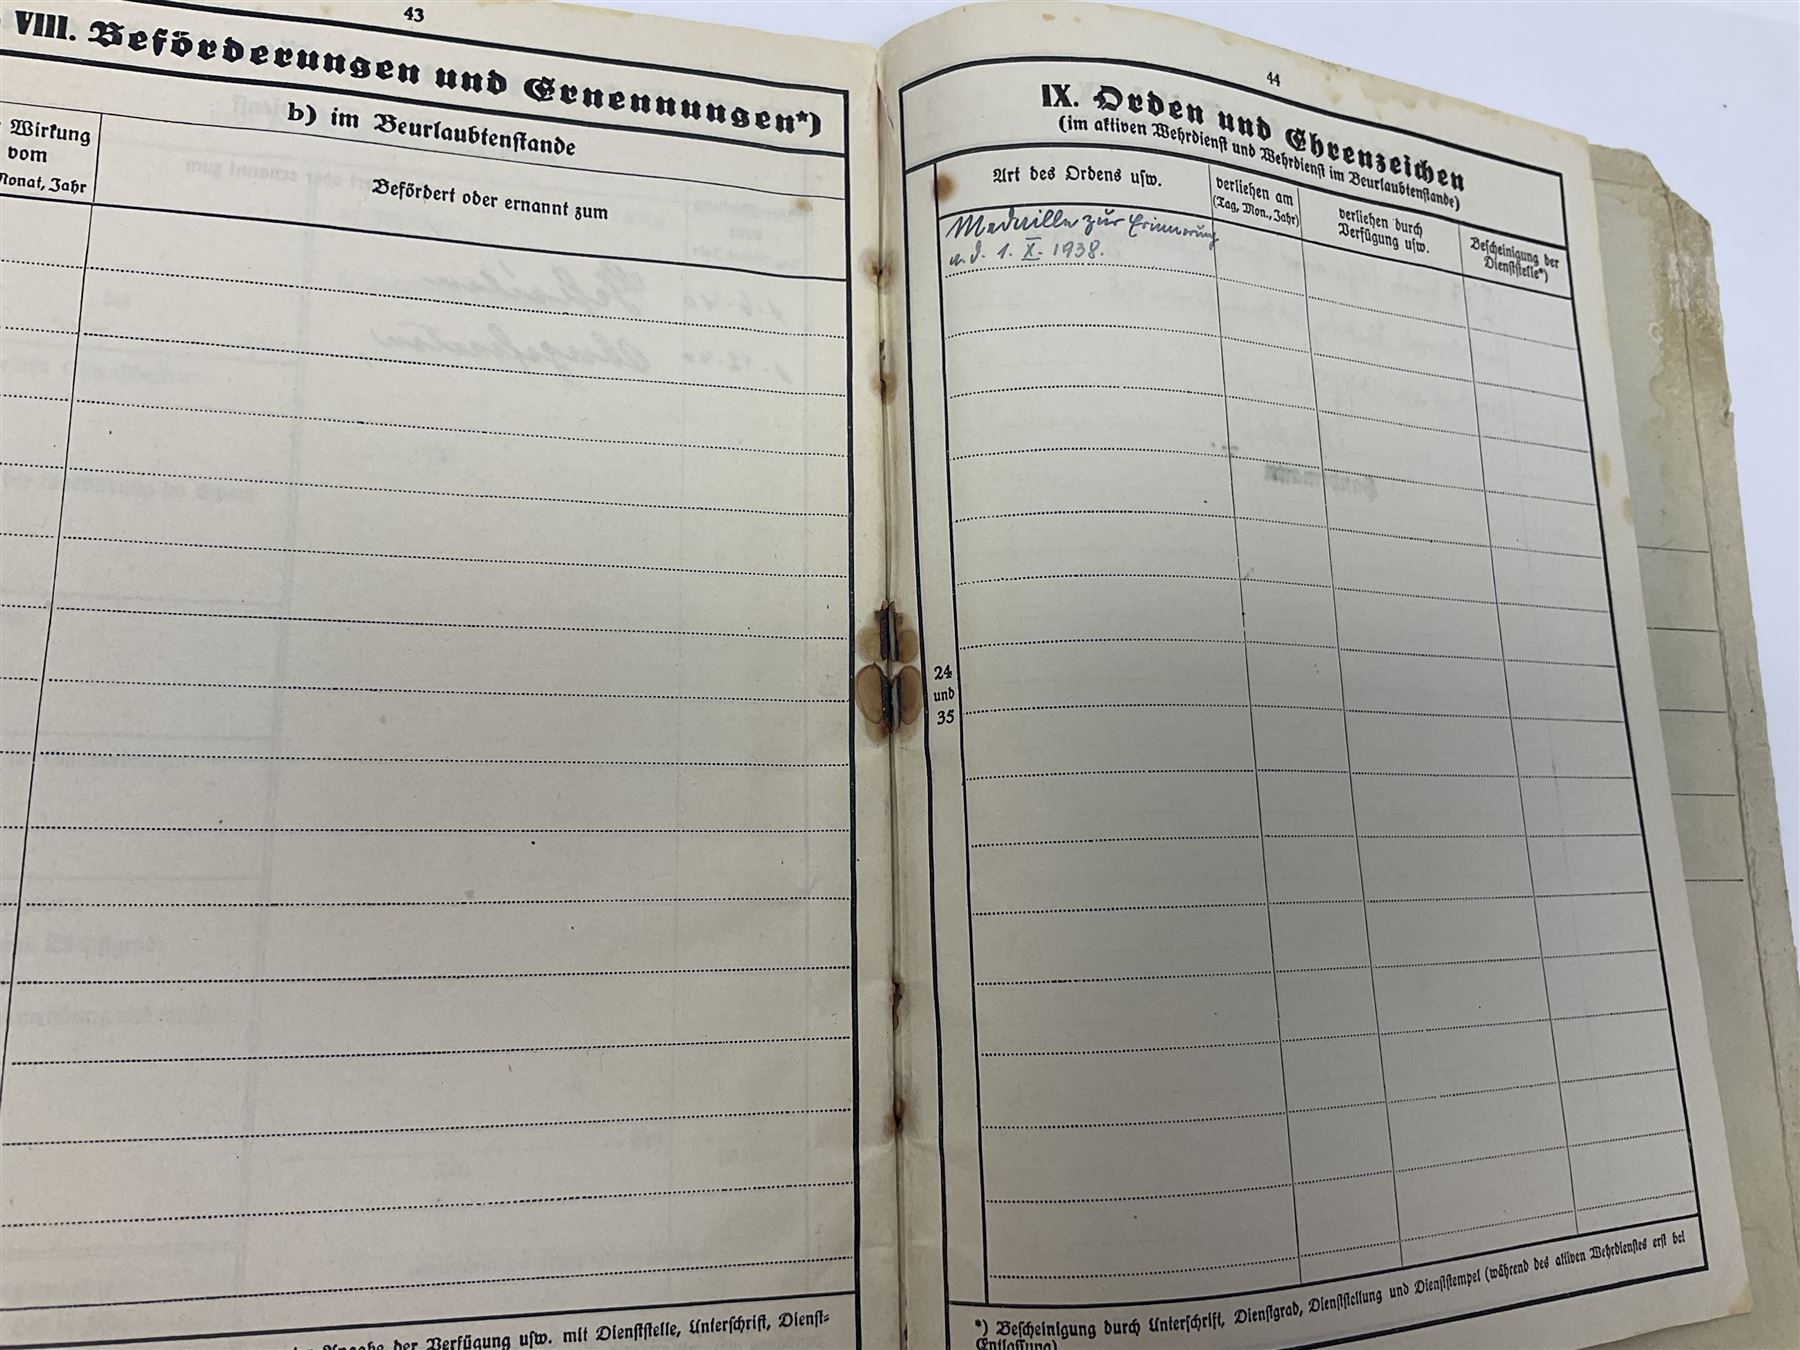 43
VIII. Beförderungen und Ernennungen*)
Wirkung
vom
Monat, Jahr
b) im Beurlaubtenstande
Befördert oder ernannt zum
Angabe der Verfügung usw. mit Dienststelle, Unterschrift, Dienst-
44
IX. Orden und Ehrenzeichen
(im aktiven Wehrdienst und Wehrdienst im Beurlaubtenstande)
Art des Ordens usw.
verliehen am
(Tag, Mon., Jahr)
verliehen durch
Verfügung usw.
Bescheinigung der
Dienststelle*)
Medaille zur Erinnerung
a. d. 1. X. 1938.
24
und
35
*) Bescheinigung durch Unterschrift, Dienstgrad, Dienststellung und Dienststempel (während des aktiven Wehrdienstes erst bei
Entlassung).